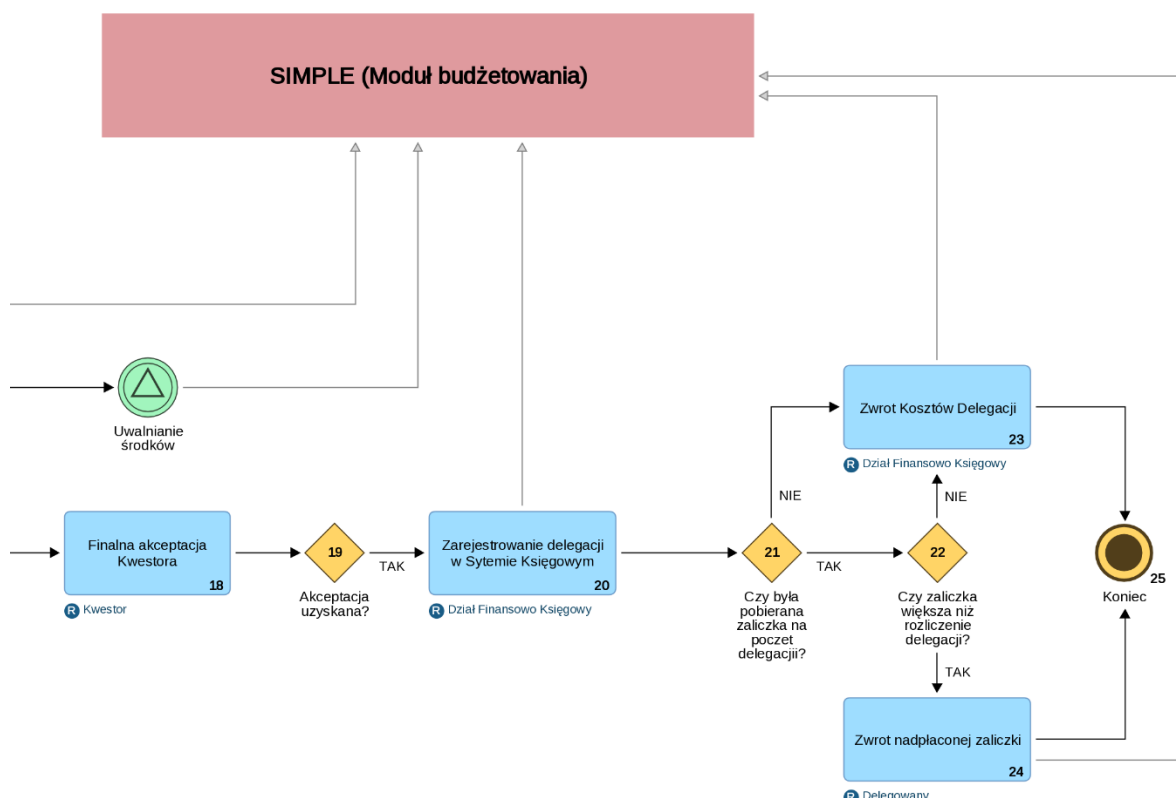 SIMPLE (Moduł budżetowania)
Uwalnianie
środków
Zwrot Kosztów Delegacji
23
R Dział Finansowo Księgowy
NIE
NIE
Finalna akceptacja
Kwestora
18
R Kwestor
19
TAK
Akceptacja
uzyskana?
Zarejestrowanie delegacji
w Sytemie Księgowym
20
R Dział Finansowo Księgowy
21
TAK
Czy była
pobierana
zaliczka na
poczet
delegacjii?
22
Czy zaliczka
większa niż
rozliczenie
delegacji?
TAK
25
Koniec
Zwrot nadpłaconej zaliczki
24
R Delegowany